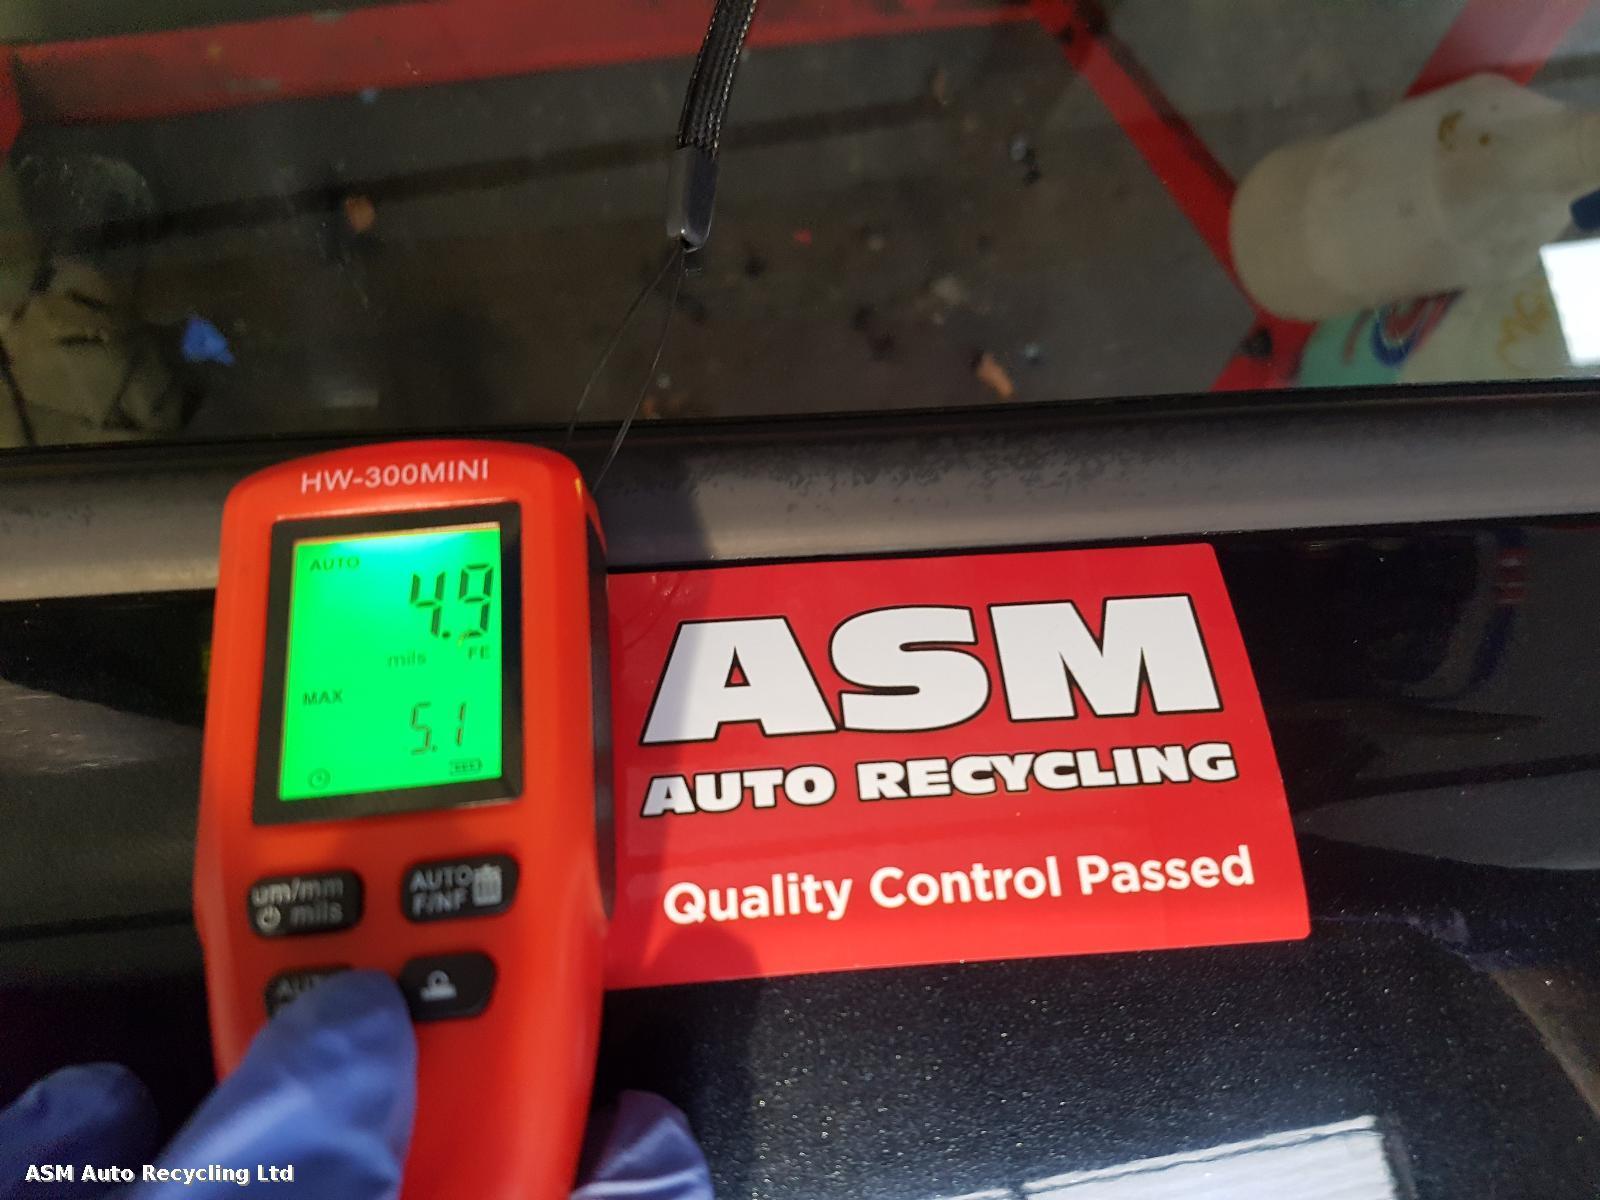 HW-300MINI
AUTO
4.9
mils FE
MAX
5.1
um/mm
mils
AUTO
F/NF
ASM
AUTO RECYCLING
Quality Control Passed
ASM Auto Recycling Ltd